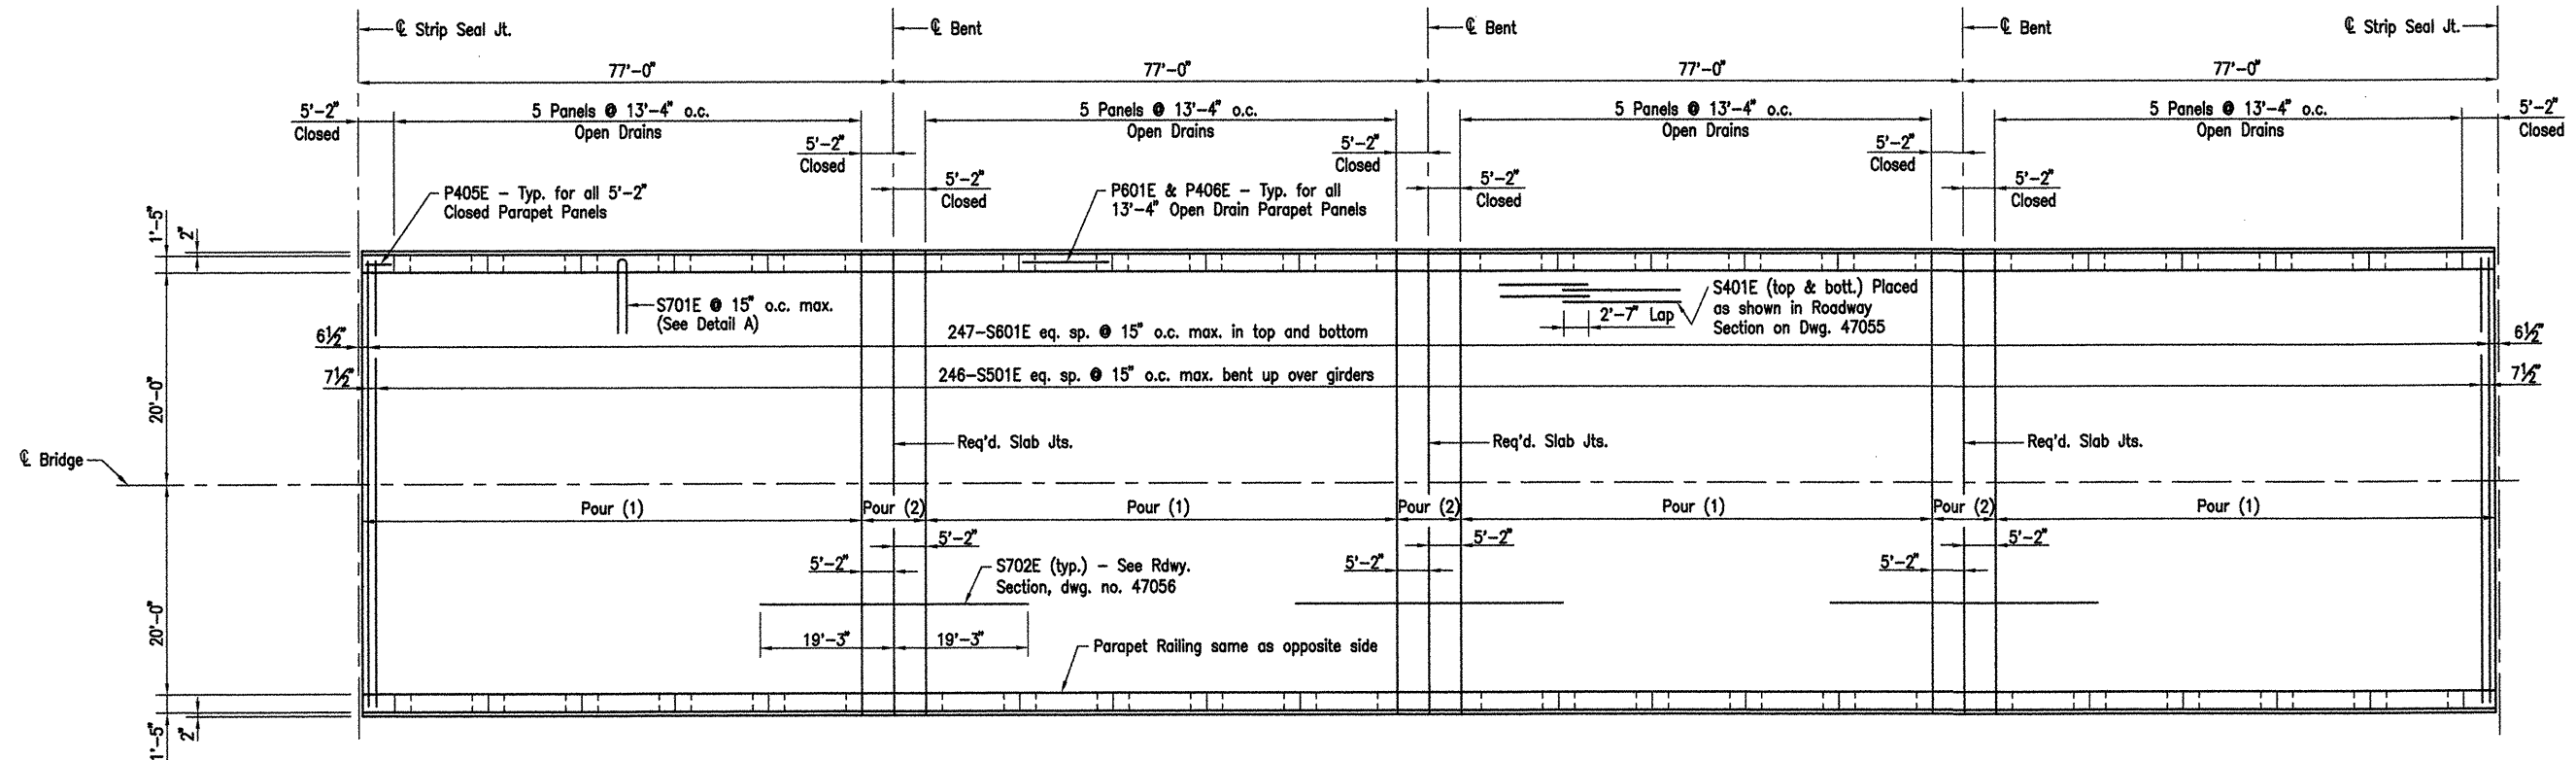 ℄ Strip Seal Jt.
℄ Bent
℄ Bent
℄ Bent
℄ Strip Seal Jt.
77'-0"
77'-0"
77'-0"
77'-0"
5'-2"
Closed
5 Panels @ 13'-4" o.c.
Open Drains
5'-2"
Closed
5'-2"
Closed
5 Panels @ 13'-4" o.c.
Open Drains
5'-2"
Closed
5'-2"
Closed
5 Panels @ 13'-4" o.c.
Open Drains
5'-2"
Closed
5'-2"
Closed
5 Panels @ 13'-4" o.c.
Open Drains
5'-2"
Closed
P405E - Typ. for all 5'-2"
Closed Parapet Panels
P601E & P406E - Typ. for all
13'-4" Open Drain Parapet Panels
1'-5"
2"
S701E @ 15" o.c. max.
(See Detail A)
2'-7" Lap
S401E (top & bott.) Placed
as shown in Roadway
Section on Dwg. 47055
6½"
247-S601E eq. sp. @ 15" o.c. max. in top and bottom
6½"
7½"
246-S501E eq. sp. @ 15" o.c. max. bent up over girders
7½"
20'-0"
Req'd. Slab Jts.
Req'd. Slab Jts.
Req'd. Slab Jts.
℄ Bridge
Pour (1)
Pour (2)
Pour (1)
Pour (2)
Pour (1)
Pour (2)
Pour (1)
5'-2"
5'-2"
5'-2"
5'-2"
5'-2"
5'-2"
S702E (typ.) - See Rdwy.
Section, dwg. no. 47056
20'-0"
19'-3"
19'-3"
Parapet Railing same as opposite side
1'-5"
2"